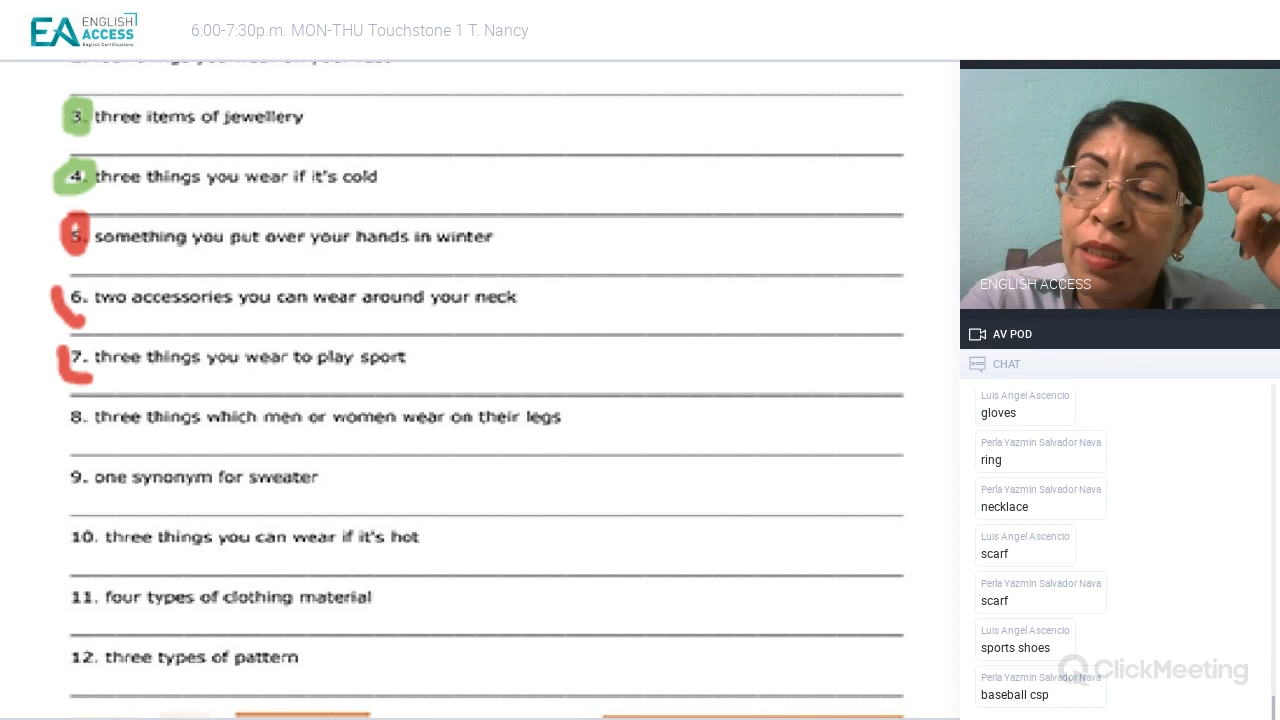 EA ENGLISH ACCESS
English Certifications
6:00-7:30p.m. MON-THU Touchstone 1 T. Nancy
3. three items of jewellery
4. three things you wear if it's cold
5. something you put over your hands in winter
6. two accessories you can wear around your neck
7. three things you wear to play sport
8. three things which men or women wear on their legs
9. one synonym for sweater
10. three things you can wear if it's hot
11. four types of clothing material
12. three types of pattern
ENGLISH ACCESS
AV POD
CHAT
Luis Angel Ascencio
gloves
Perla Yazmin Salvador Nava
ring
Perla Yazmin Salvador Nava
necklace
Luis Angel Ascencio
scarf
Perla Yazmin Salvador Nava
scarf
Luis Angel Ascencio
sports shoes
Perla Yazmin Salvador Nava
baseball csp
ClickMeeting